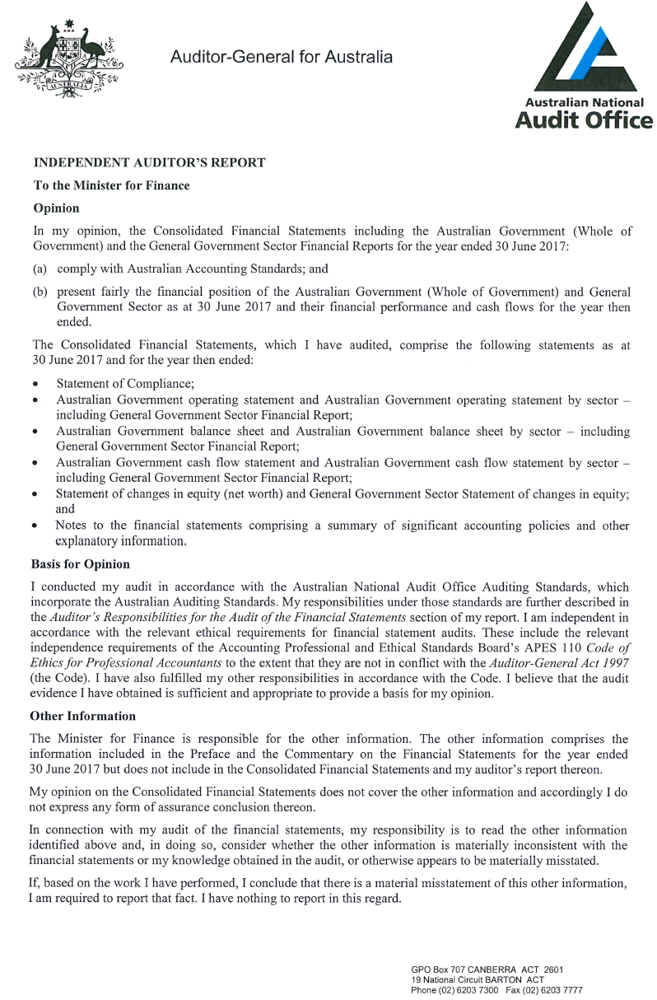 AUSTRALIA
Auditor-General for Australia
Australian National
Audit Office
INDEPENDENT AUDITOR'S REPORT
To the Minister for Finance
Opinion
In my opinion, the Consolidated Financial Statements including the Australian Government (Whole of
Government) and the General Government Sector Financial Reports for the year ended 30 June 2017:
(a) comply with Australian Accounting Standards; and
(b) present fairly the financial position of the Australian Government (Whole of Government) and General
Government Sector as at 30 June 2017 and their financial performance and cash flows for the year then
ended.
The Consolidated Financial Statements, which I have audited, comprise the following statements as at
30 June 2017 and for the year then ended:
• Statement of Compliance;
• Australian Government operating statement and Australian Government operating statement by sector –
including General Government Sector Financial Report;
• Australian Government balance sheet and Australian Government balance sheet by sector – including
General Government Sector Financial Report;
• Australian Government cash flow statement and Australian Government cash flow statement by sector –
including General Government Sector Financial Report;
• Statement of changes in equity (net worth) and General Government Sector Statement of changes in equity;
and
• Notes to the financial statements comprising a summary of significant accounting policies and other
explanatory information.
Basis for Opinion
I conducted my audit in accordance with the Australian National Audit Office Auditing Standards, which
incorporate the Australian Auditing Standards. My responsibilities under those standards are further described in
the Auditor's Responsibilities for the Audit of the Financial Statements section of my report. I am independent in
accordance with the relevant ethical requirements for financial statement audits. These include the relevant
independence requirements of the Accounting Professional and Ethical Standards Board's APES 110 Code of
Ethics for Professional Accountants to the extent that they are not in conflict with the Auditor-General Act 1997
(the Code). I have also fulfilled my other responsibilities in accordance with the Code. I believe that the audit
evidence I have obtained is sufficient and appropriate to provide a basis for my opinion.
Other Information
The Minister for Finance is responsible for the other information. The other information comprises the
information included in the Preface and the Commentary on the Financial Statements for the year ended
30 June 2017 but does not include in the Consolidated Financial Statements and my auditor's report thereon.
My opinion on the Consolidated Financial Statements does not cover the other information and accordingly I do
not express any form of assurance conclusion thereon.
In connection with my audit of the financial statements, my responsibility is to read the other information
identified above and, in doing so, consider whether the other information is materially inconsistent with the
financial statements or my knowledge obtained in the audit, or otherwise appears to be materially misstated.
If, based on the work I have performed, I conclude that there is a material misstatement of this other information,
I am required to report that fact. I have nothing to report in this regard.
GPO Box 707 CANBERRA ACT 2601
19 National Circuit BARTON ACT
Phone (02) 6203 7300 Fax (02) 6203 7777